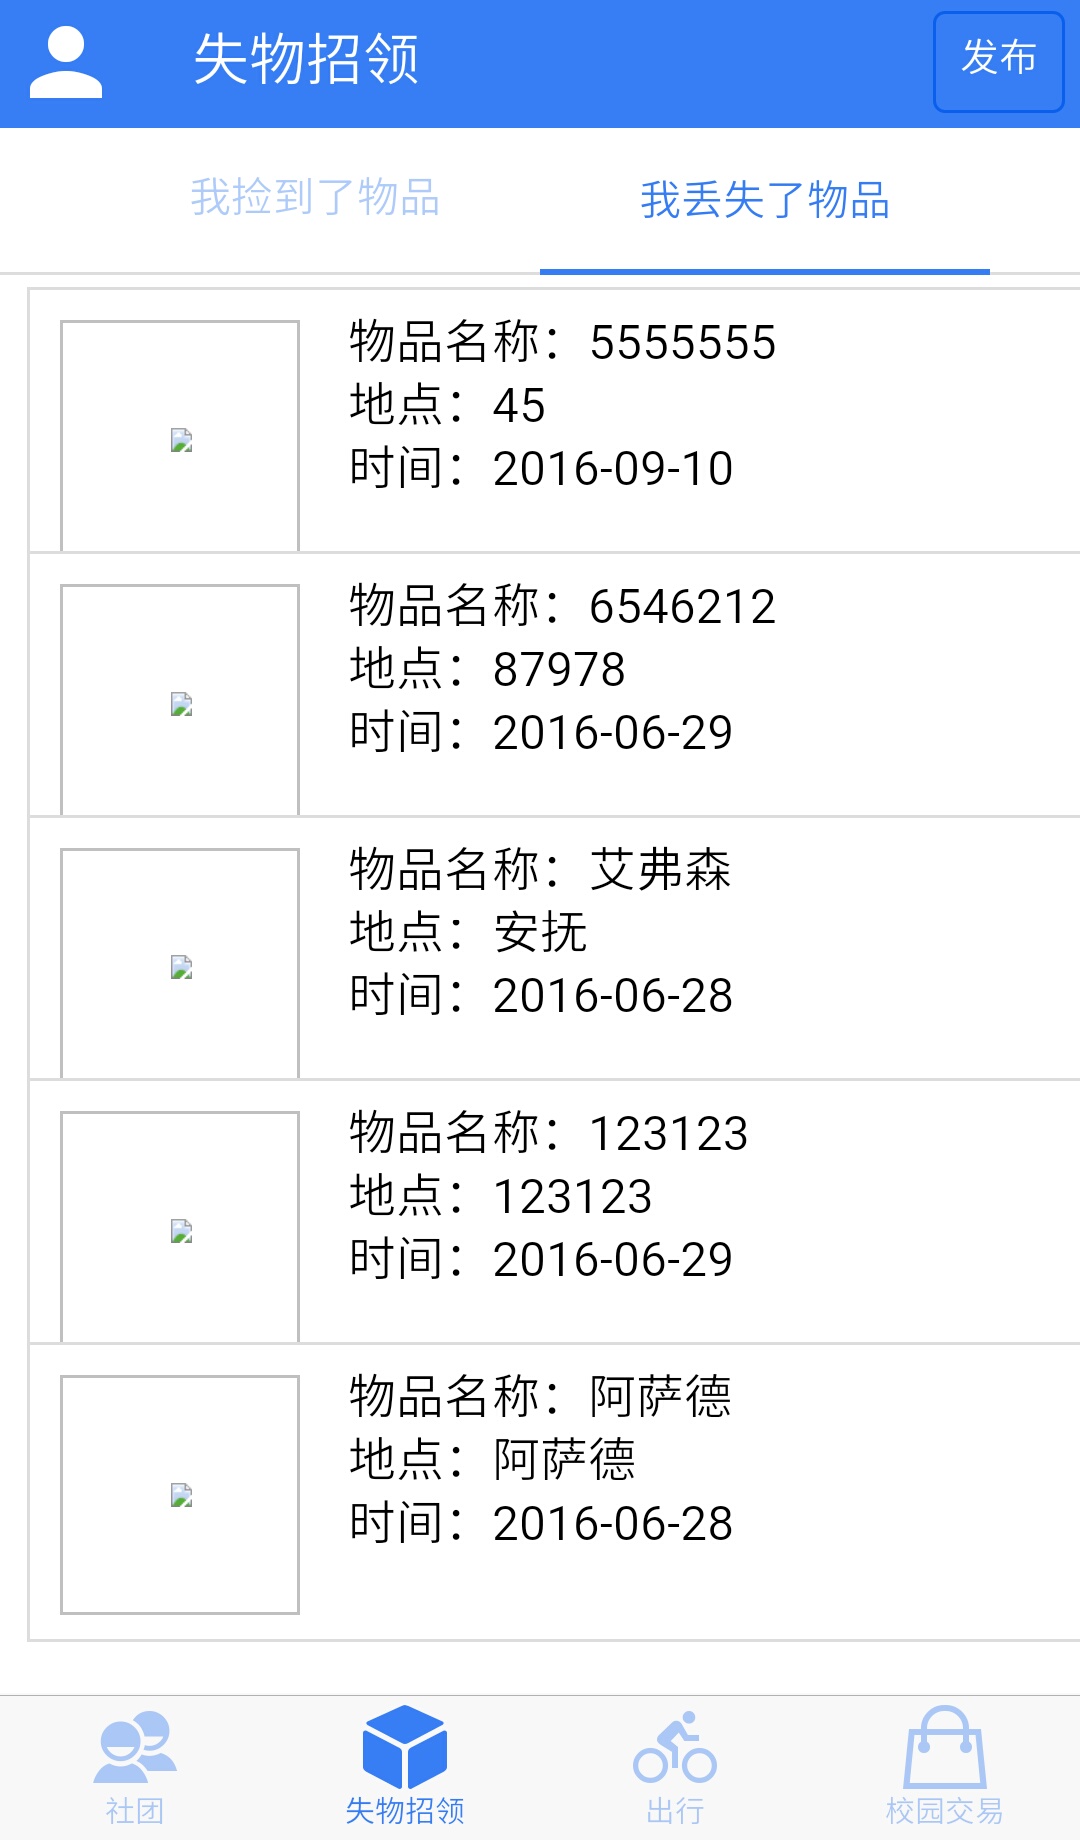 失物招领
发布
我捡到了物品
我丢失了物品
物品名称：5555555
地点：45
时间：2016-09-10
物品名称：6546212
地点：87978
时间：2016-06-29
物品名称：艾弗森
地点：安抚
时间：2016-06-28
物品名称：123123
地点：123123
时间：2016-06-29
物品名称：阿萨德
地点：阿萨德
时间：2016-06-28
社团
失物招领
出行
校园交易